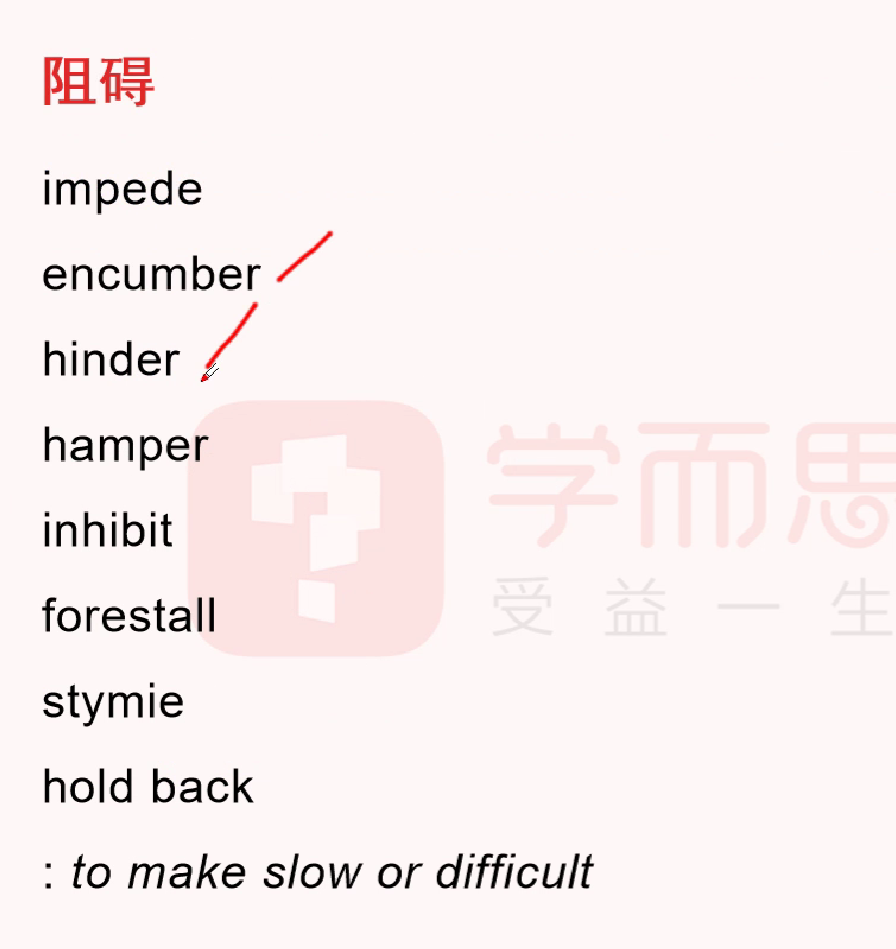 阻碍
impede
encumber
hinder
hamper
学而思
inhibit
受益一生
forestall
stymie
hold back
: to make slow or difficult